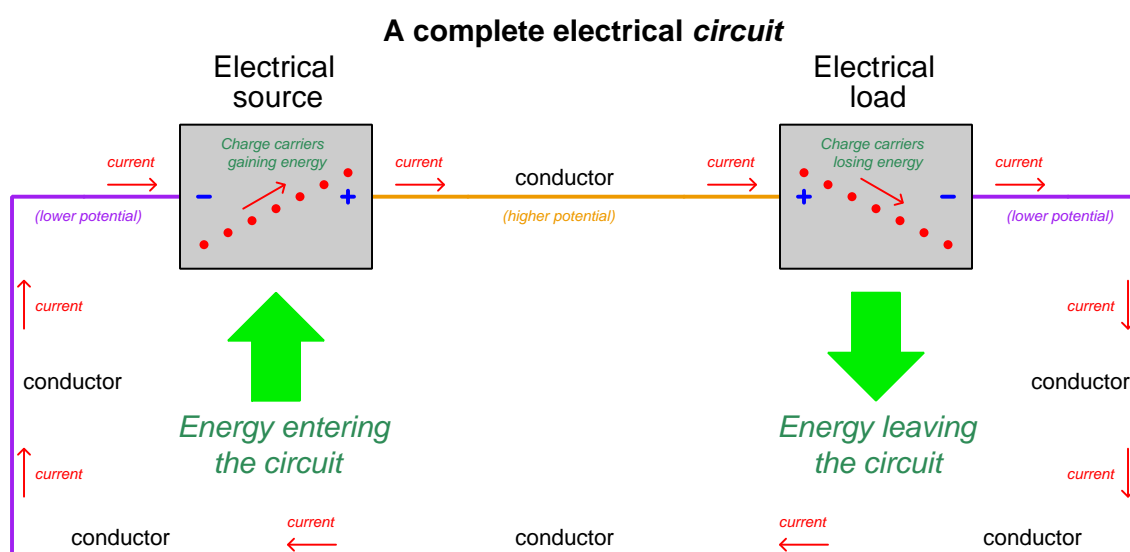 A complete electrical circuit
Electrical
source
Electrical
load
Charge carriers
gaining energy
Charge carriers
losing energy
current
current
conductor
current
current
− +
+ −
(lower potential)
(higher potential)
(lower potential)
current
current
conductor
conductor
Energy entering
the circuit
Energy leaving
the circuit
current
current
conductor
current
conductor
current
conductor